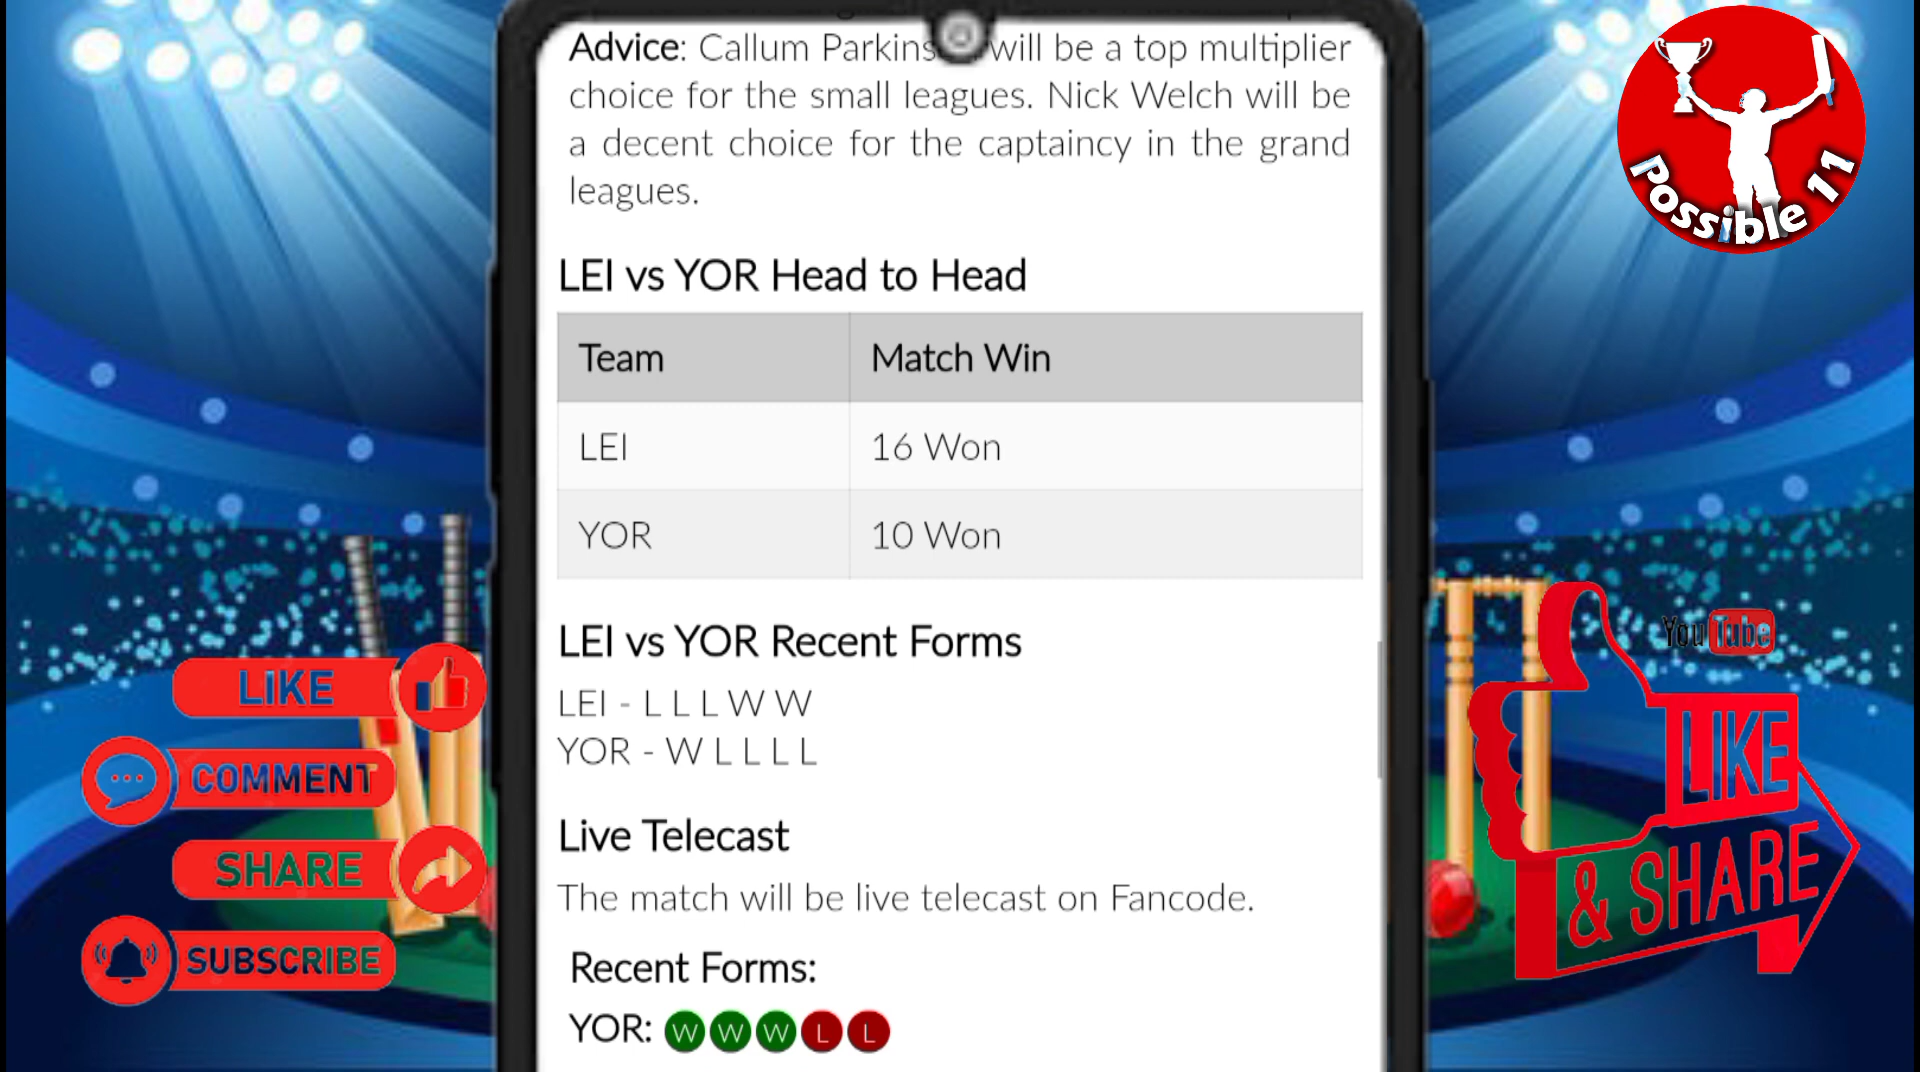 Advice: Callum Parkins will be a top multiplier
choice for the small leagues. Nick Welch will be
a decent choice for the captaincy in the grand
leagues.
LEI vs YOR Head to Head
Team Match Win
LEI 16 Won
YOR 10 Won
LEI vs YOR Recent Forms
LEI - L L L W W
YOR - W L L L L
Live Telecast
The match will be live telecast on Fancode.
Recent Forms:
YOR: W W W L L
Possible 11
LIKE
COMMENT
SHARE
SUBSCRIBE
YouTube
LIKE
& SHARE